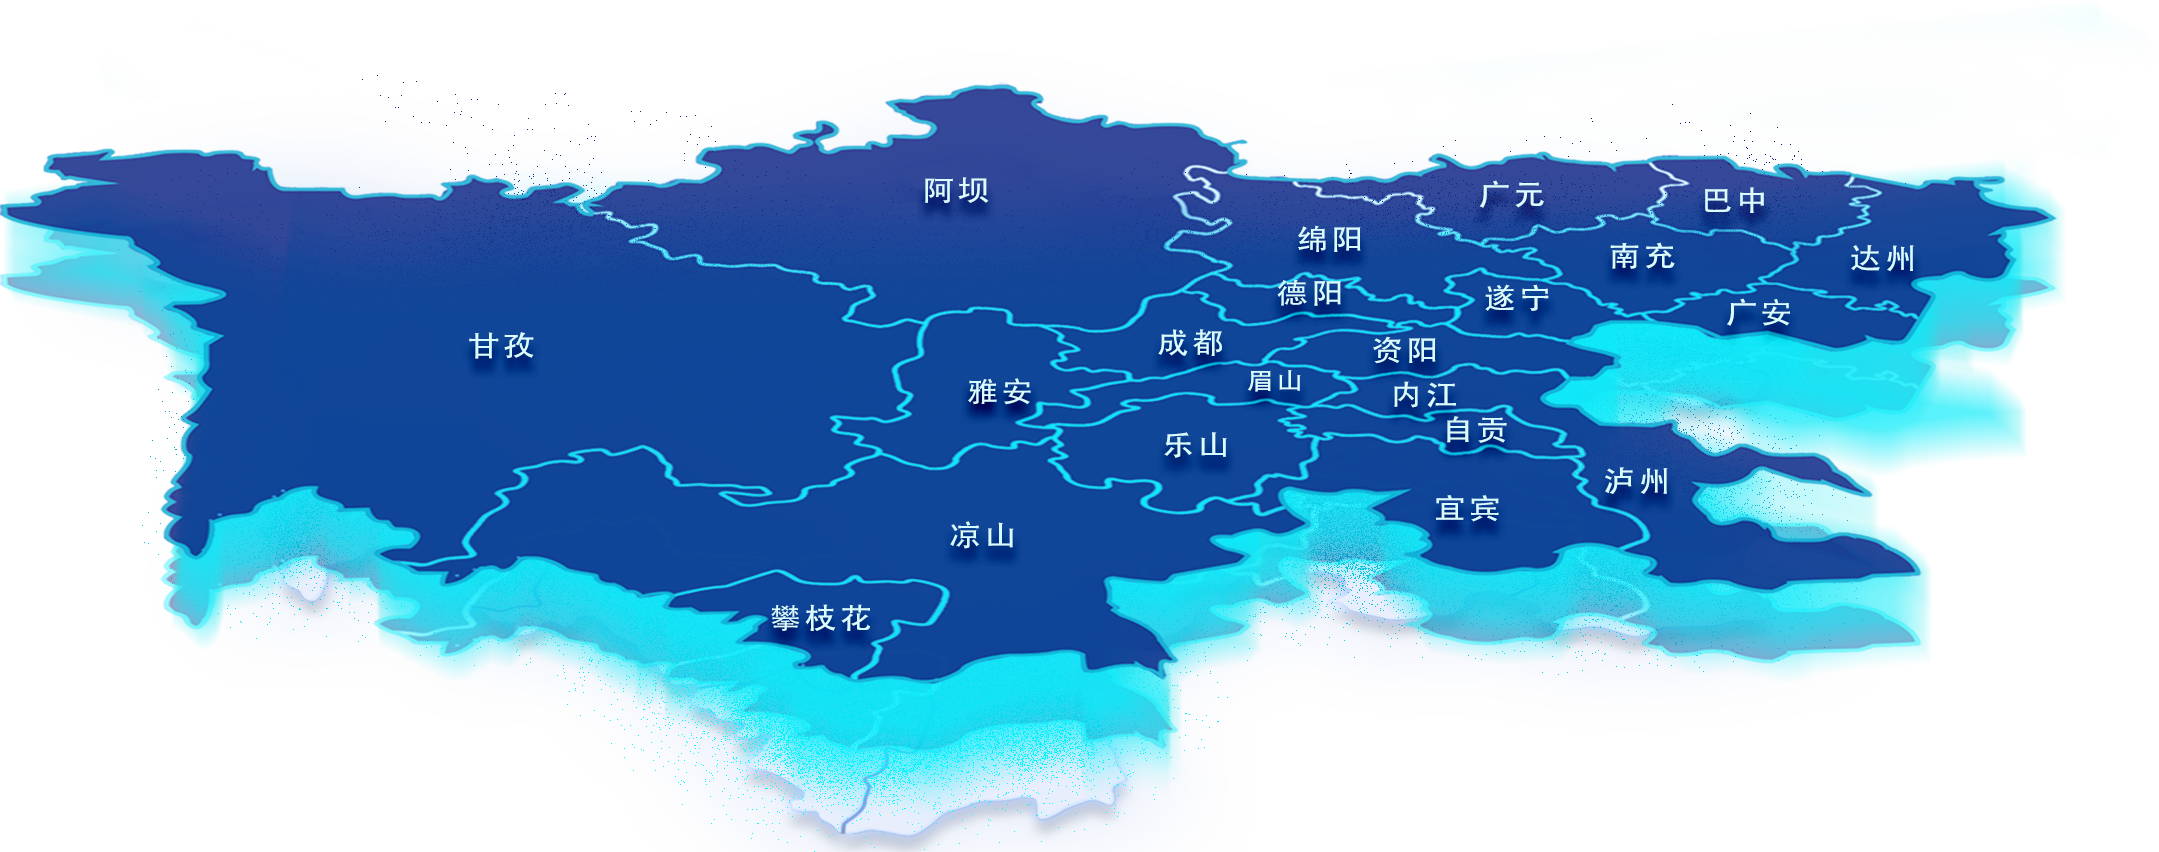 阿坝
广元
巴中
绵阳
南充
达州
德阳
遂宁
广安
成都
资阳
甘孜
雅安
眉山
内江
自贡
乐山
泸州
宜宾
凉山
攀枝花